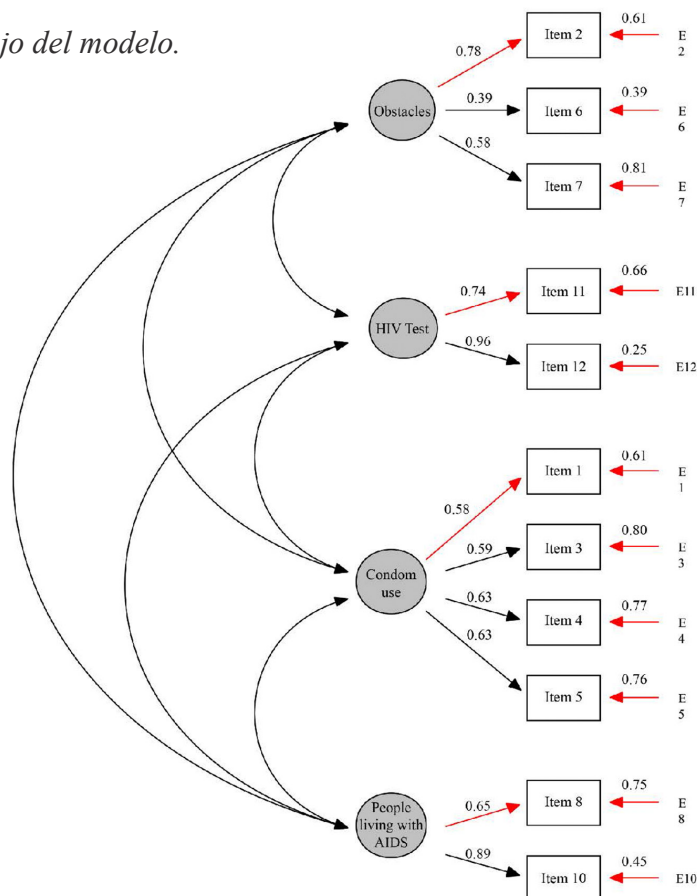 jo del modelo.
0.61
Item 2
E
2
0.78
Obstacles
0.39
0.39
Item 6
E
6
0.58
0.81
Item 7
E
7
0.66
0.74
Item 11
E11
HIV Test
0.96
0.25
Item 12
E12
0.61
Item 1
E
1
0.58
0.80
0.59
Item 3
E
3
Condom
use
0.63
0.77
Item 4
E
4
0.63
0.76
Item 5
E
5
0.75
0.65
Item 8
E
8
People
living with
AIDS
0.89
0.45
Item 10
E10